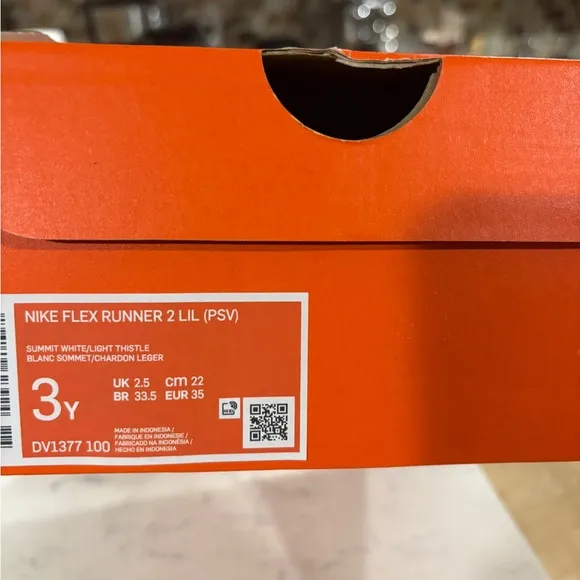 NIKE FLEX RUNNER 2 LIL (PSV)
SUMMIT WHITE/LIGHT THISTLE
BLANC SOMMET/CHARDON LEGER
3Y
UK 2.5 cm 22
BR 33.5 EUR 35
DV1377 100
MADE IN INDONESIA /
FABRIQUE EN INDONESIE /
FABRICADO NA INDONÉSIA /
HECHO EN INDONESIA